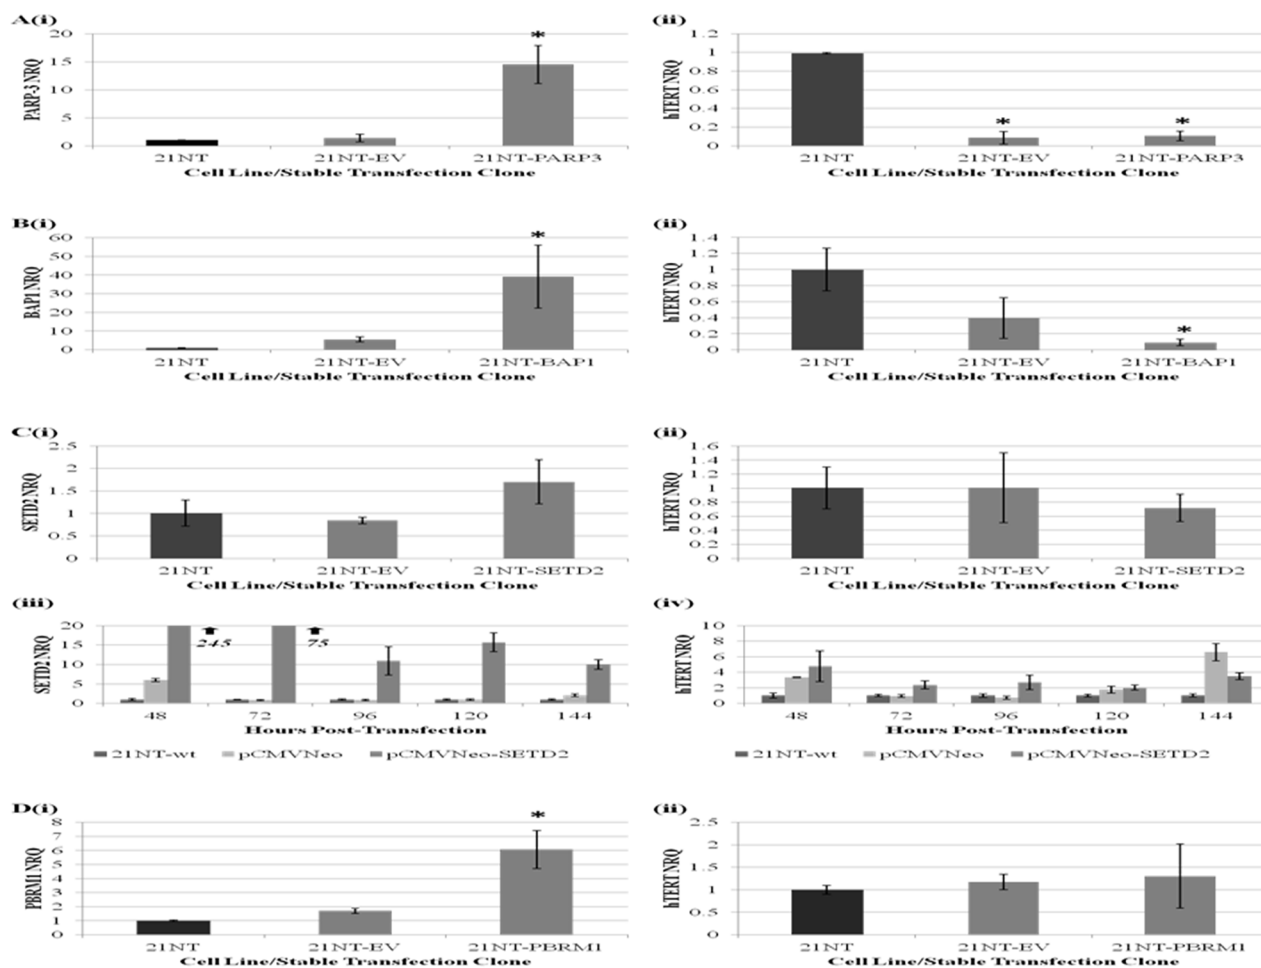 A(i)
PARP-3 NRQ
20
15
10
5
0
*
21NT 21NT-EV 21NT-PARP3
Cell Line/Stable Transfection Clone
(ii)
hTERT NRQ
1.2
1
0.8
0.6
0.4
0.2
0
* *
21NT 21NT-EV 21NT-PARP3
Cell Line/Stable Transfection Clone
B(i)
BAP1 NRQ
60
50
40
30
20
10
0
*
21NT 21NT-EV 21NT-BAP1
Cell Line/Stable Transfection Clone
(ii)
hTERT NRQ
1.4
1.2
1
0.8
0.6
0.4
0.2
0
*
21NT 21NT-EV 21NT-BAP1
Cell Line/Stable Transfection Clone
C(i)
SETD2 NRQ
2.5
2
1.5
1
0.5
0
21NT 21NT-EV 21NT-SETD2
Cell Line/Stable Transfection Clone
(ii)
hTERT NRQ
1.6
1.4
1.2
1
0.8
0.6
0.4
0.2
0
21NT 21NT-EV 21NT-SETD2
Cell Line/Stable Transfection Clone
(iii)
SETD2 NRQ
20
15
10
5
0
245 75
48 72 96 120 144
Hours Post-Transfection
21NT-wt pCMVNeo pCMVNeo-SETD2
(iv)
hTERT NRQ
10
8
6
4
2
0
48 72 96 120 144
Hours Post-Transfection
21NT-wt pCMVNeo pCMVNeo-SETD2
D(i)
PBRM1 NRQ
8
7
6
5
4
3
2
1
0
*
21NT 21NT-EV 21NT-PBRM1
Cell Line/Stable Transfection Clone
(ii)
hTERT NRQ
2.5
2
1.5
1
0.5
0
21NT 21NT-EV 21NT-PBRM1
Cell Line/Stable Transfection Clone